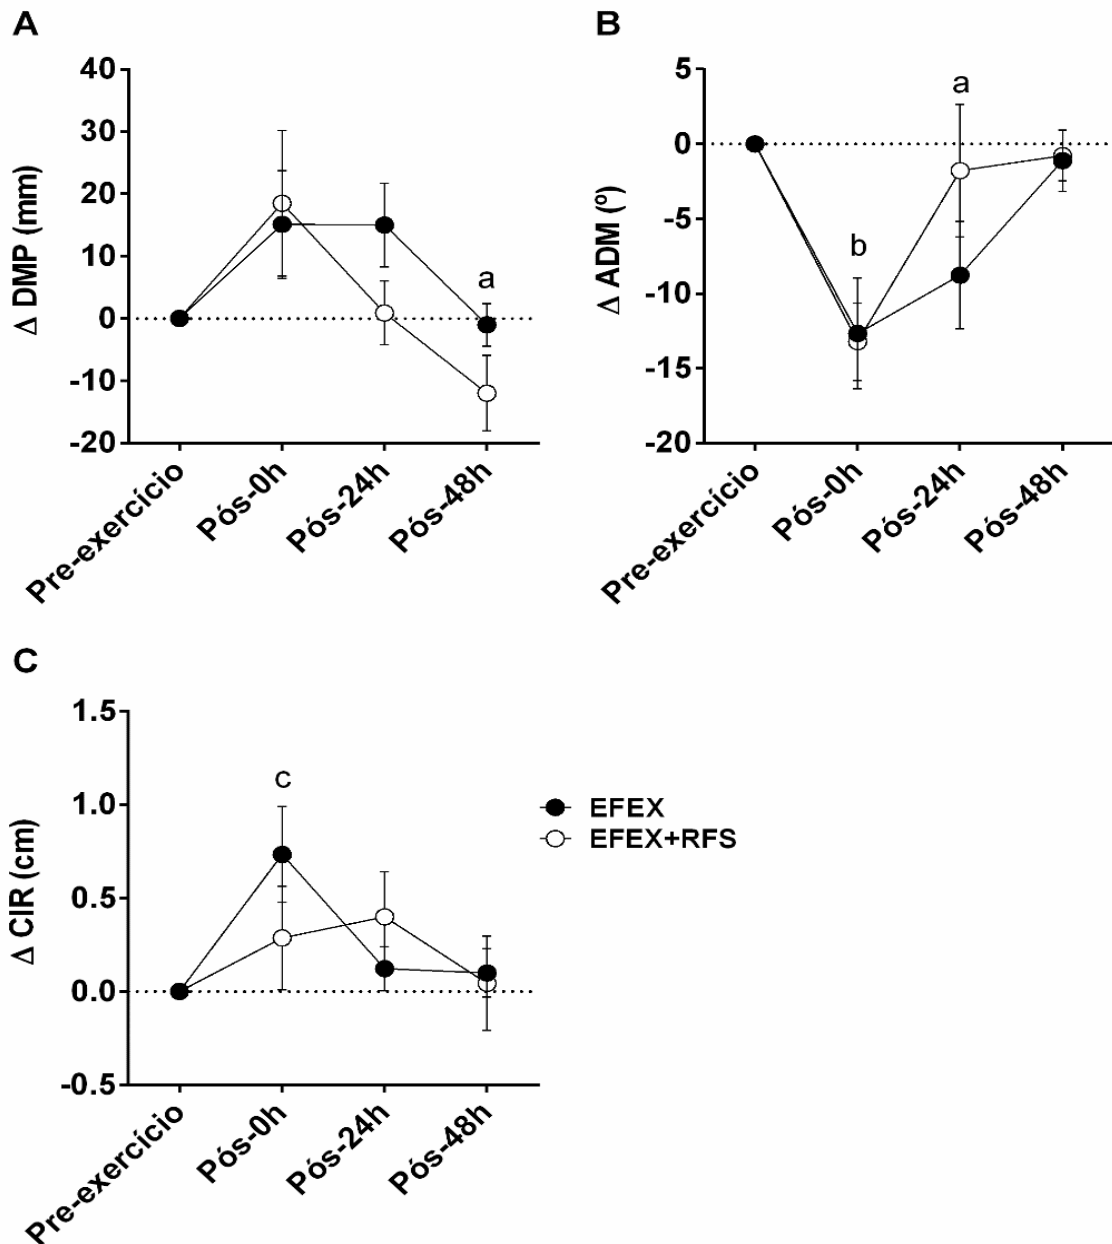 A
Δ DMP (mm)
40
30
20
10
0
-10
-20
a
Pre-exercício
Pós-0h
Pós-24h
Pós-48h
B
Δ ADM (º)
5
0
-5
-10
-15
-20
b
a
Pre-exercício
Pós-0h
Pós-24h
Pós-48h
C
Δ CIR (cm)
1.5
1.0
0.5
0.0
-0.5
c
Pre-exercício
Pós-0h
Pós-24h
Pós-48h
EFEX
EFEX+RFS